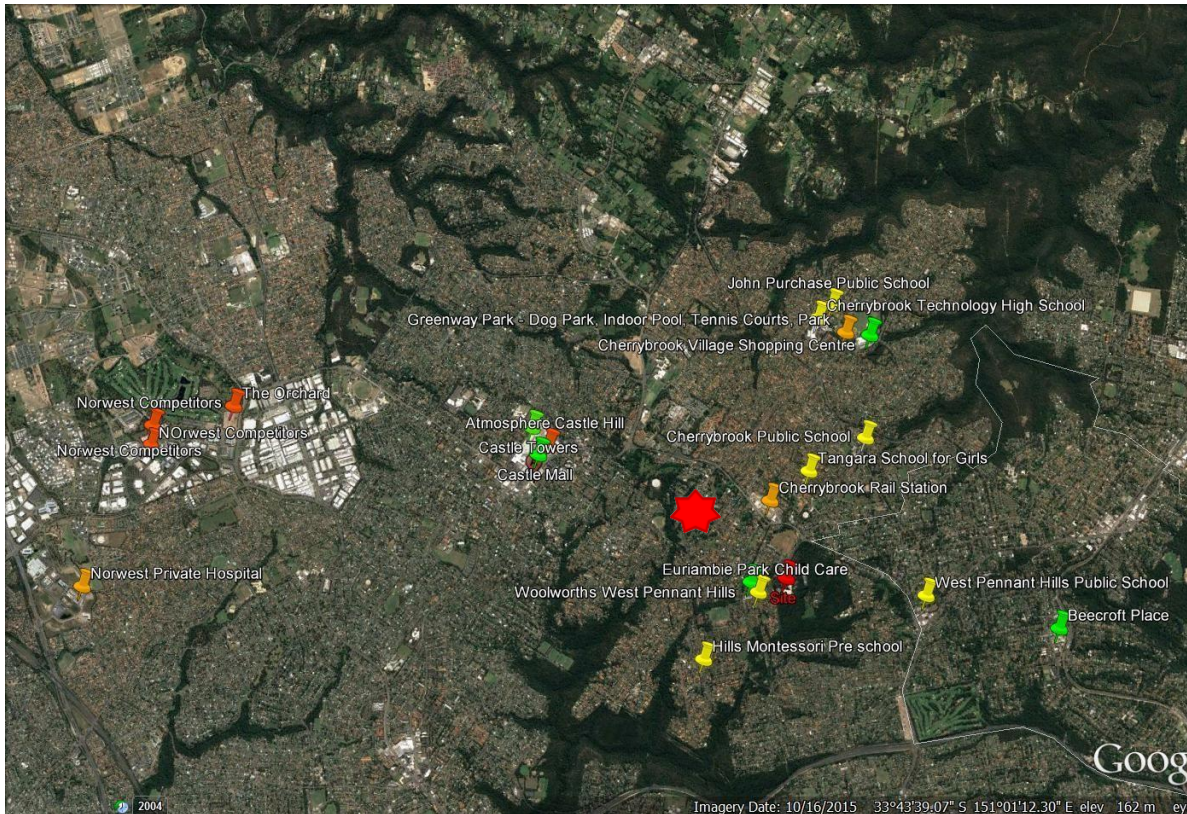 John Purchase Public School
Cherrybrook Technology High School
Greenway Park - Dog Park, Indoor Pool, Tennis Courts, Park
Cherrybrook Village Shopping Centre
The Orchard
Norwest Competitors
NOrwest Competitors
Norwest Competitors
Atmosphere Castle Hill
Castle Towers
Castle Mall
Cherrybrook Public School
Tangara School for Girls
Cherrybrook Rail Station
Norwest Private Hospital
Euriambie Park Child Care
Woolworths West Pennant Hills
Site
West Pennant Hills Public School
Beecroft Place
Hills Montessori Pre school
Goog
2004
Imagery Date: 10/16/2015 33°43'39.07" S 151°01'12.30" E elev 162 m ey